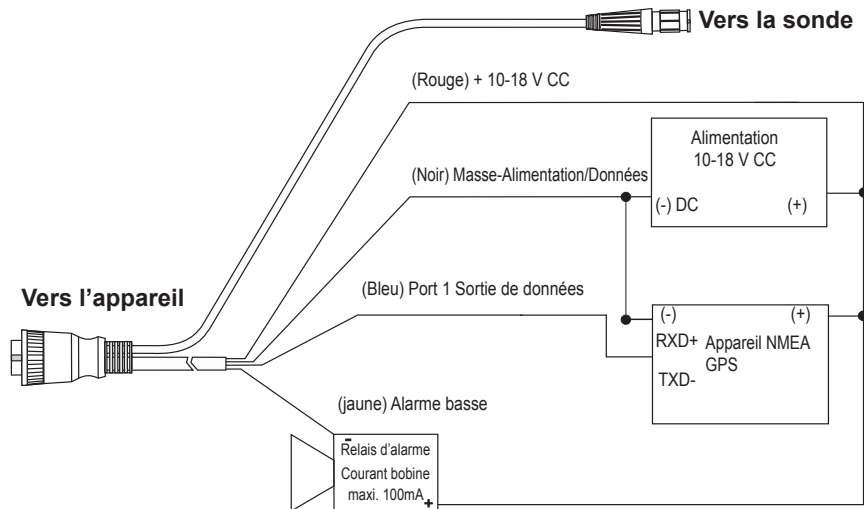 Vers la sonde
(Rouge) + 10-18 V CC
Alimentation
10-18 V CC
(Noir) Masse-Alimentation/Données
(-) DC
(+)
Vers l’appareil
(Bleu) Port 1 Sortie de données
(-)
(+)
RXD+
Appareil NMEA
GPS
TXD-
(jaune) Alarme basse
-
Relais d’alarme
Courant bobine
maxi. 100mA
+